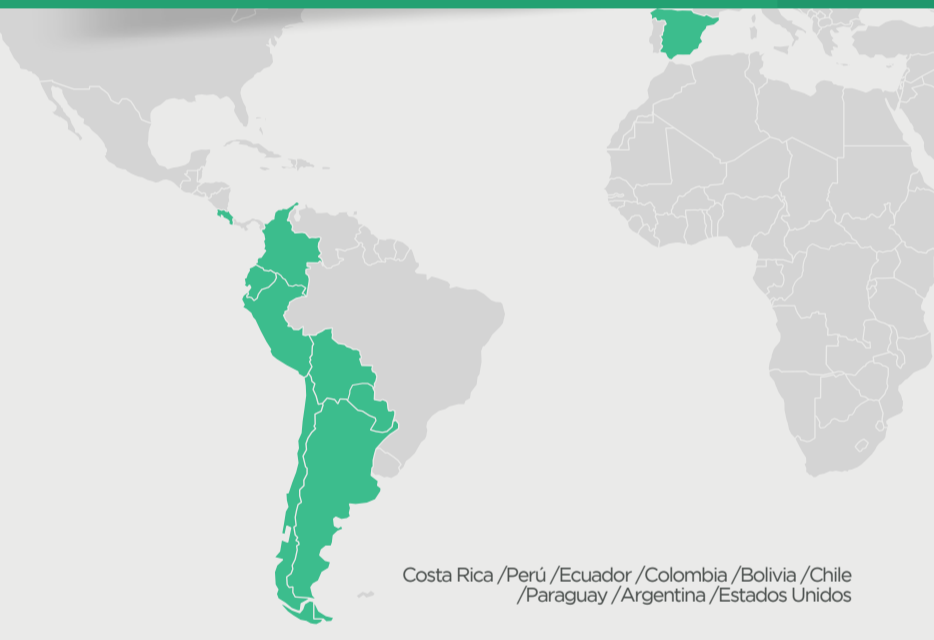 Costa Rica /Perú /Ecuador /Colombia /Bolivia /Chile
/Paraguay /Argentina /Estados Unidos